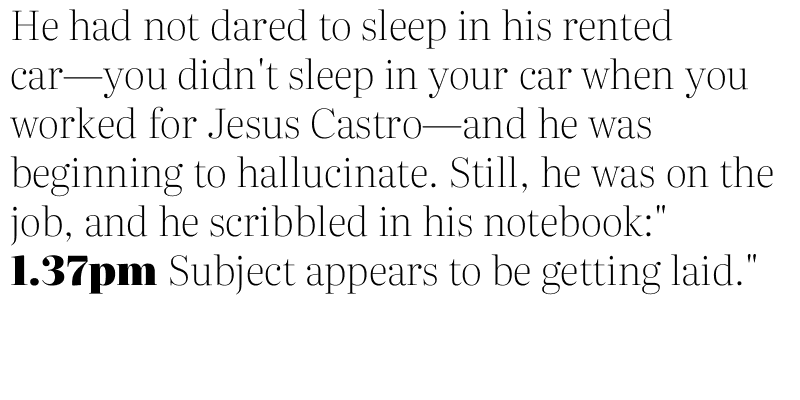 He had not dared to sleep in his rented
car—you didn't sleep in your car when you
worked for Jesus Castro—and he was
beginning to hallucinate. Still, he was on the
job, and he scribbled in his notebook:"
1.37pm Subject appears to be getting laid."